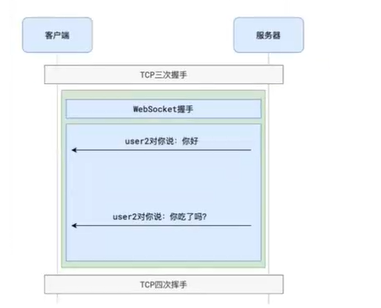 客户端
服务器
TCP三次握手
WebSocket握手
user2对你说：你好
user2对你说：你吃了吗?
TCP四次挥手